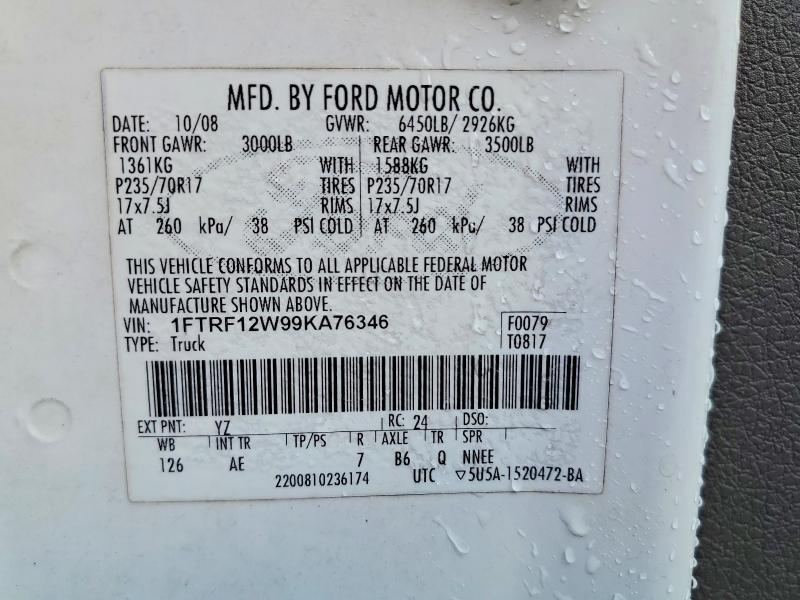 MFD. BY FORD MOTOR CO.
DATE: 10/08 GVWR: 6450LB/ 2926KG
FRONT GAWR: 3000LB REAR GAWR: 3500LB
1361KG WITH 1588KG WITH
P235/70R17 TIRES P235/70R17 TIRES
17x7.5J RIMS 17x7.5J RIMS
AT 260 kPa/ 38 PSI COLD AT 260 kPa/ 38 PSI COLD
THIS VEHICLE CONFORMS TO ALL APPLICABLE FEDERAL MOTOR
VEHICLE SAFETY STANDARDS IN EFFECT ON THE DATE OF
MANUFACTURE SHOWN ABOVE.
VIN: 1FTRF12W99KA76346 F0079
TYPE: Truck T0817
EXT PNT: YZ RC: 24 DSO:
WB INT TR TP/PS R AXLE TR SPR
126 AE 7 B6 Q NNEE
2200810236174 UTC ▽5U5A-1520472-BA